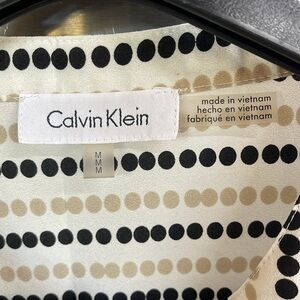 Calvin Klein
made in vietnam
hecho en vietnam
fabriqué en vietnam
M
M
M